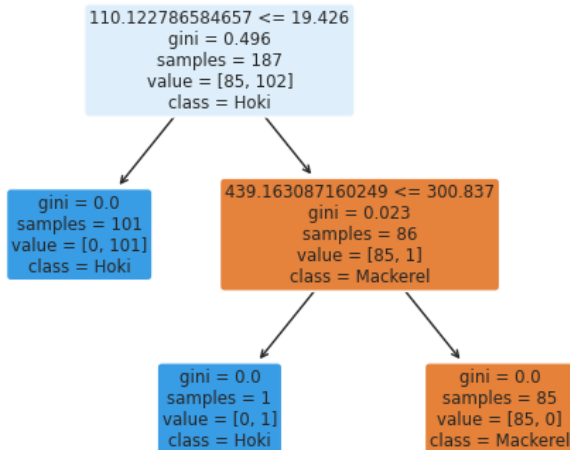 110.122786584657 <= 19.426
gini = 0.496
samples = 187
value = [85, 102]
class = Hoki
gini = 0.0
samples = 101
value = [0, 101]
class = Hoki
439.163087160249 <= 300.837
gini = 0.023
samples = 86
value = [85, 1]
class = Mackerel
gini = 0.0
samples = 1
value = [0, 1]
class = Hoki
gini = 0.0
samples = 85
value = [85, 0]
class = Mackerel